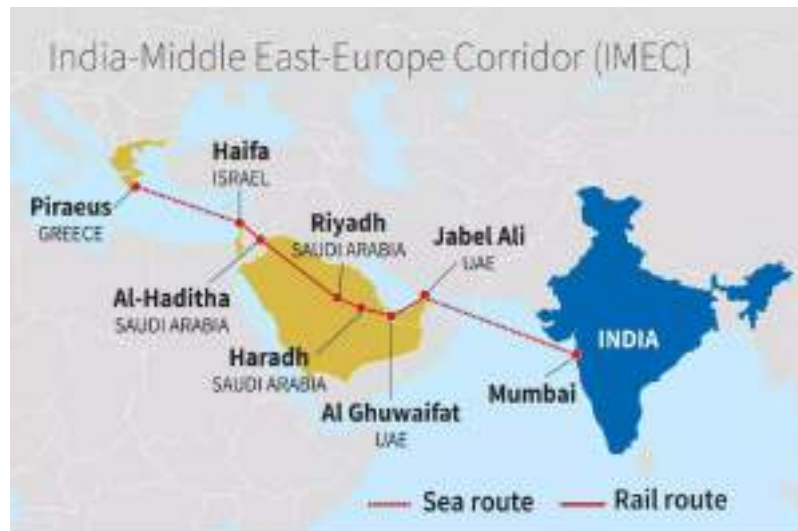 India-Middle East-Europe Corridor (IMEC)
Haifa
ISRAEL
Piraeus
GREECE
Riyadh
SAUDI ARABIA
Jabel Ali
UAE
Al-Haditha
SAUDI ARABIA
INDIA
Haradh
SAUDI ARABIA
Mumbai
Al Ghuwaifat
UAE
Sea route
Rail route